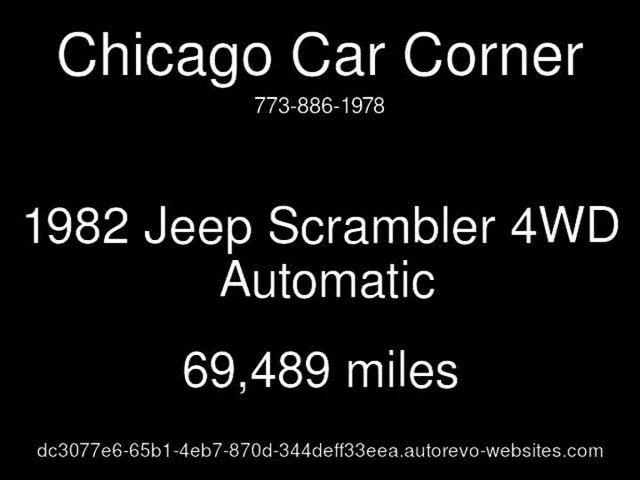 Chicago Car Corner
773-886-1978
1982 Jeep Scrambler 4WD
Automatic
69,489 miles
dc3077e6-65b1-4eb7-870d-344deff33eea.autorevo-websites.com